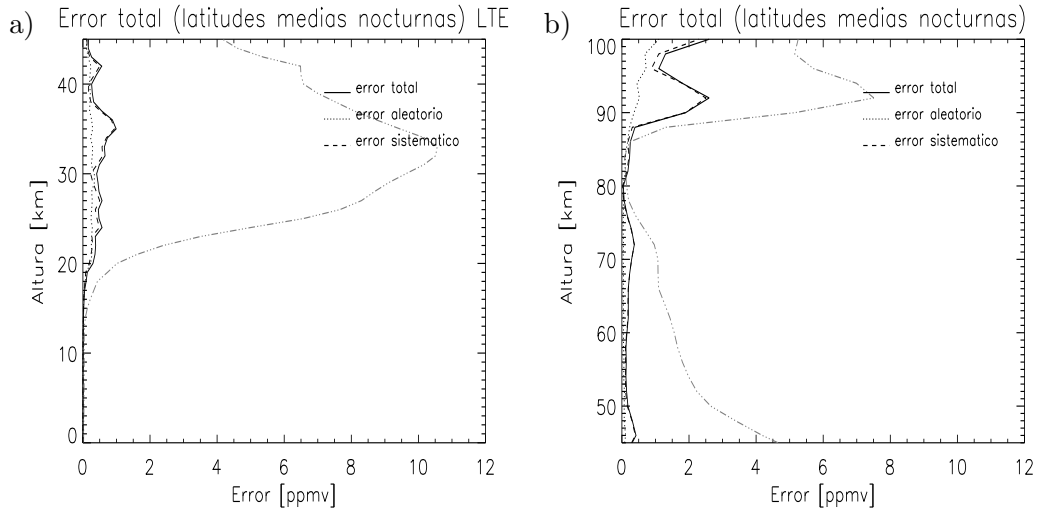 a)
Error total (latitudes medias nocturnas) LTE
Altura [km]
40
30
20
10
0
error total
error aleatorio
error sistematico
0 2 4 6 8 10 12
Error [ppmv]
b)
Error total (latitudes medias nocturnas)
Altura [km]
100
90
80
70
60
50
error total
error aleatorio
error sistematico
0 2 4 6 8 10 12
Error [ppmv]